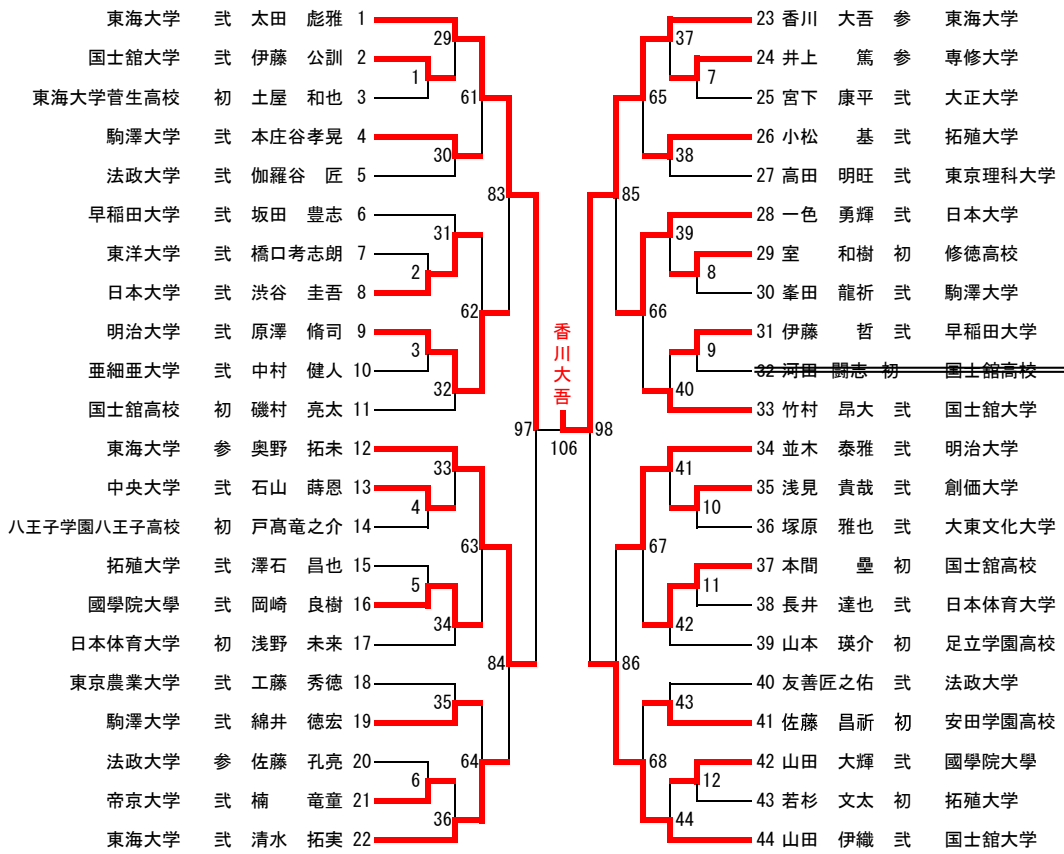 東海大学 弐 太田 彪雅 1
国士舘大学 弐 伊藤 公訓 2
東海大学菅生高校 初 土屋 和也 3
駒澤大学 弐 本庄谷孝晃 4
法政大学 弐 伽羅谷 匠 5
早稲田大学 弐 坂田 豊志 6
東洋大学 弐 橋口考志朗 7
日本大学 弐 渋谷 圭吾 8
明治大学 弐 原澤 脩司 9
亜細亜大学 弐 中村 健人 10
国士舘高校 初 磯村 亮太 11
東海大学 参 奥野 拓未 12
中央大学 弐 石山 蒔恩 13
八王子学園八王子高校 初 戸髙竜之介 14
拓殖大学 弐 澤石 昌也 15
國學院大學 弐 岡崎 良樹 16
日本体育大学 初 浅野 未来 17
東京農業大学 弐 工藤 秀徳 18
駒澤大学 弐 綿井 徳宏 19
法政大学 参 佐藤 孔亮 20
帝京大学 弐 楠 竜童 21
東海大学 弐 清水 拓実 22
29
1
61
30
83
31
2
62
3
32
97
33
4
63
5
34
84
35
64
6
36
香川大吾
106
98
37
7
65
38
85
39
8
66
9
40
41
10
67
11
42
86
43
68
12
44
23 香川 大吾 参 東海大学
24 井上 篤 参 専修大学
25 宮下 康平 弐 大正大学
26 小松 基 弐 拓殖大学
27 高田 明旺 弐 東京理科大学
28 一色 勇輝 弐 日本大学
29 室 和樹 初 修徳高校
30 峯田 龍祈 弐 駒澤大学
31 伊藤 哲 弐 早稲田大学
32 河田 闘志 初 国士舘高校
33 竹村 昂大 弐 国士舘大学
34 並木 泰雅 弐 明治大学
35 浅見 貴哉 弐 創価大学
36 塚原 雅也 弐 大東文化大学
37 本間 壘 初 国士舘高校
38 長井 達也 弐 日本体育大学
39 山本 瑛介 初 足立学園高校
40 友善匠之佑 弐 法政大学
41 佐藤 昌祈 初 安田学園高校
42 山田 大輝 弐 國學院大學
43 若杉 文太 初 拓殖大学
44 山田 伊織 弐 国士舘大学